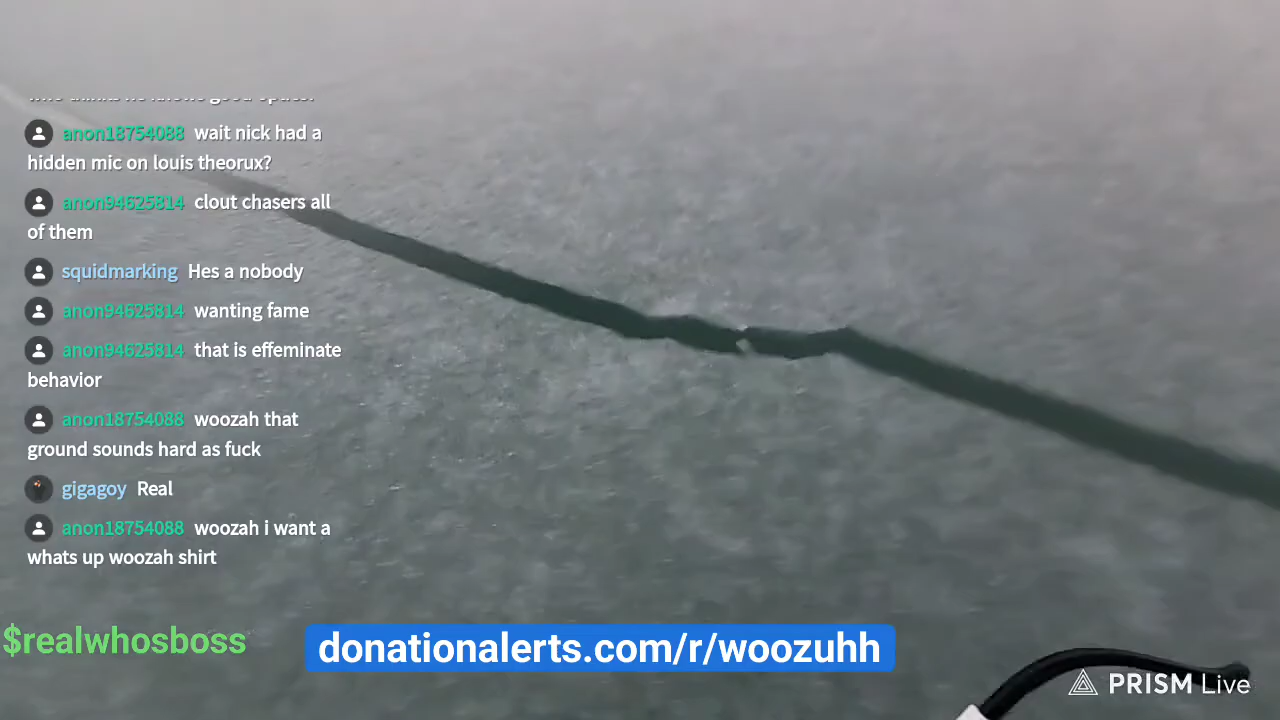 anon18754088 wait nick had a
hidden mic on louis theorux?
anon94625814 clout chasers all
of them
squidmarking Hes a nobody
anon94625814 wanting fame
anon94625814 that is effeminate
behavior
anon18754088 woozah that
ground sounds hard as fuck
gigagoy Real
anon18754088 woozah i want a
whats up woozah shirt
$realwhosboss
donationalerts.com/r/woozuhh
PRISM Live